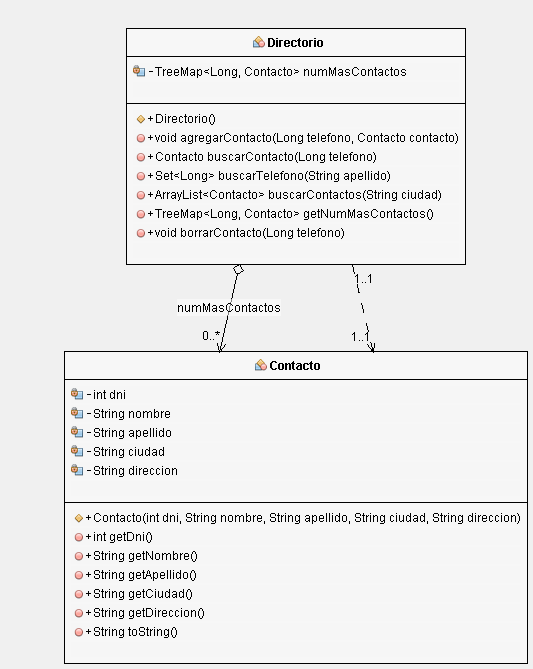 Directorio
- TreeMap<Long, Contacto> numMasContactos
+ Directorio()
+ void agregarContacto(Long telefono, Contacto contacto)
+ Contacto buscarContacto(Long telefono)
+ Set<Long> buscarTelefono(String apellido)
+ ArrayList<Contacto> buscarContactos(String ciudad)
+ TreeMap<Long, Contacto> getNumMasContactos()
+ void borrarContacto(Long telefono)
1..1
numMasContactos
0..*
1..1
Contacto
- int dni
- String nombre
- String apellido
- String ciudad
- String direccion
+ Contacto(int dni, String nombre, String apellido, String ciudad, String direccion)
+ int getDni()
+ String getNombre()
+ String getApellido()
+ String getCiudad()
+ String getDireccion()
+ String toString()